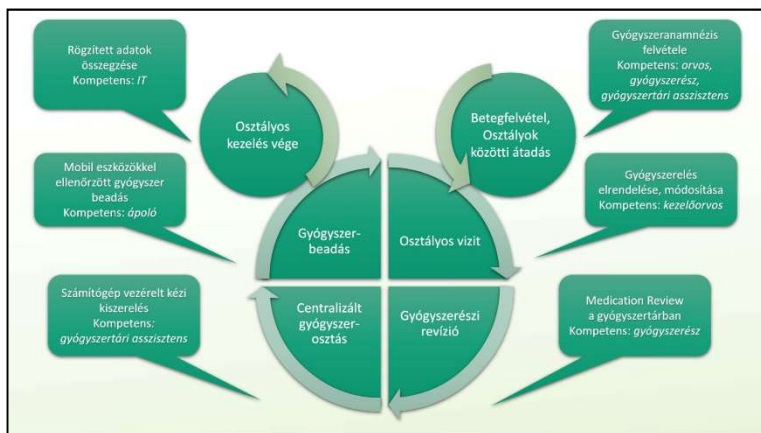 Rögzített adatok
összegzése
Kompetens: IT
Osztályos
kezelés vége
Betegfelvétel,
Osztályok
közötti átadás
Gyógyszeranamnézis
felvétele
Kompetens: orvos,
gyógyszerész,
gyógyszertári asszisztens
Mobil eszközökkel
ellenőrzött gyógyszer
beadás
Kompetens: ápoló
Gyógyszer-
beadás
Osztályos vizit
Gyógyszerelés
elrendelése, módosítása
Kompetens: kezelőorvos
Számítógép vezérelt kézi
kiszerelés
Kompetens:
gyógyszertári asszisztens
Centralizált
gyógyszer-
osztás
Gyógyszerészi
revízió
Medication Review
a gyógyszertárban
Kompetens: gyógyszerész